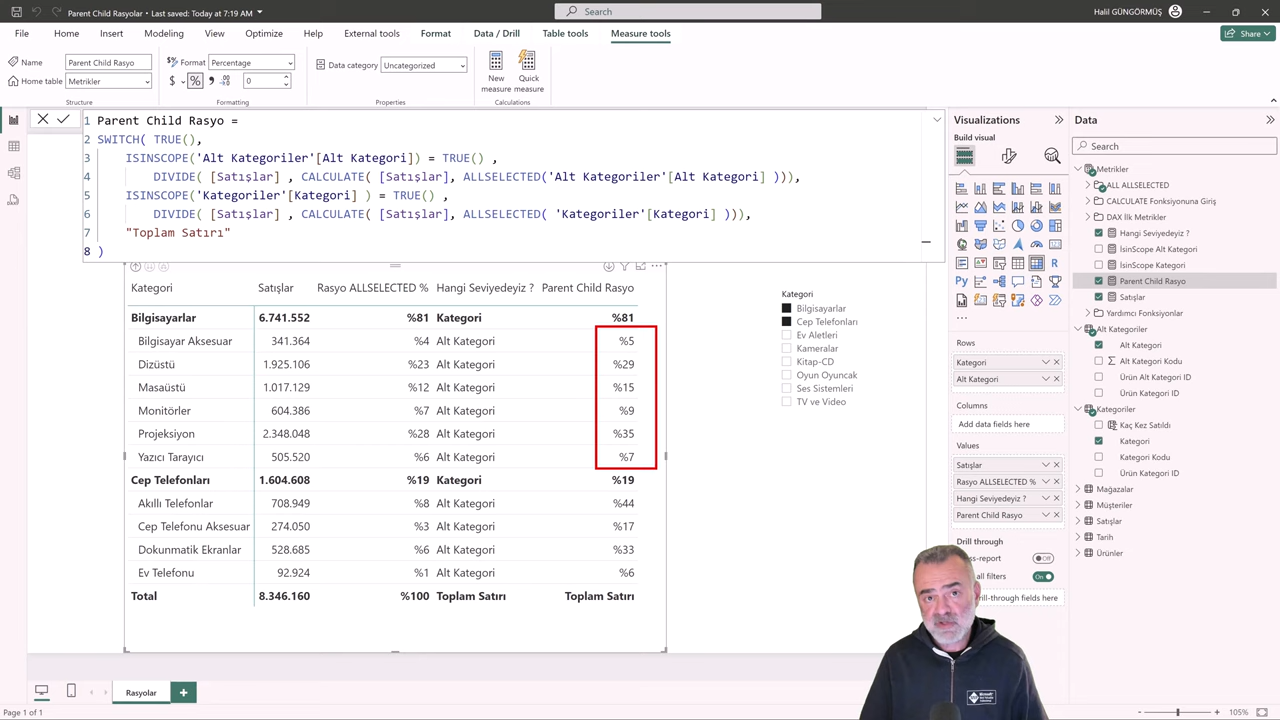 Parent Child Rasyolar • Last saved: Today at 7:19 AM
Search
Halil GÜNGÖRMÜŞ
File Home Insert Modeling View Optimize Help External tools Format Data / Drill Table tools Measure tools
Share
Name Parent Child Rasyo
Home table Metrikler
Structure
Format Percentage
$ % 0
Formatting
Data category Uncategorized
Properties
New measure
Quick measure
Calculations
1 Parent Child Rasyo =
2 SWITCH( TRUE(),
3 ISINSCOPE('Alt Kategoriler'[Alt Kategori]) = TRUE() ,
4 DIVIDE( [Satışlar] , CALCULATE( [Satışlar], ALLSELECTED('Alt Kategoriler'[Alt Kategori] ))),
5 ISINSCOPE('Kategoriler'[Kategori] ) = TRUE() ,
6 DIVIDE( [Satışlar] , CALCULATE( [Satışlar], ALLSELECTED( 'Kategoriler'[Kategori] ))),
7 "Toplam Satırı"
8 )
Kategori Satışlar Rasyo ALLSELECTED % Hangi Seviyedeyiz ? Parent Child Rasyo
Bilgisayarlar 6.741.552 %81 Kategori %81
Bilgisayar Aksesuar 341.364 %4 Alt Kategori %5
Dizüstü 1.925.106 %23 Alt Kategori %29
Masaüstü 1.017.129 %12 Alt Kategori %15
Monitörler 604.386 %7 Alt Kategori %9
Projeksiyon 2.348.048 %28 Alt Kategori %35
Yazıcı Tarayıcı 505.520 %6 Alt Kategori %7
Cep Telefonları 1.604.608 %19 Kategori %19
Akıllı Telefonlar 708.949 %8 Alt Kategori %44
Cep Telefonu Aksesuar 274.050 %3 Alt Kategori %17
Dokunmatik Ekranlar 528.685 %6 Alt Kategori %33
Ev Telefonu 92.924 %1 Alt Kategori %6
Total 8.346.160 %100 Toplam Satırı Toplam Satırı
Kategori
Bilgisayarlar
Cep Telefonları
Ev Aletleri
Kameralar
Kitap-CD
Oyun Oyuncak
Ses Sistemleri
TV ve Video
Visualizations
Build visual
Rows
Kategori
Alt Kategori
Columns
Add data fields here
Values
Satışlar
Rasyo ALLSELECTED %
Hangi Seviyedeyiz ?
Parent Child Rasyo
Drill through
ss-report Off
all filters On
rill-through fields here
Data
Search
Metrikler
ALL ALLSELECTED
CALCULATE Fonksiyonuna Giriş
DAX İlk Metrikler
Hangi Seviyedeyiz ?
İsinScope Alt Kategori
İsinScope Kategori
Parent Child Rasyo
Satışlar
Yardımcı Fonksiyonlar
Alt Kategoriler
Alt Kategori
Alt Kategori Kodu
Ürün Alt Kategori ID
Ürün Kategori ID
Kategoriler
Kaç Kez Satıldı
Kategori
Kategori Kodu
Ürün Kategori ID
Mağazalar
Müşteriler
Satışlar
Tarih
Ürünler
Rasyolar
Page 1 of 1
105%